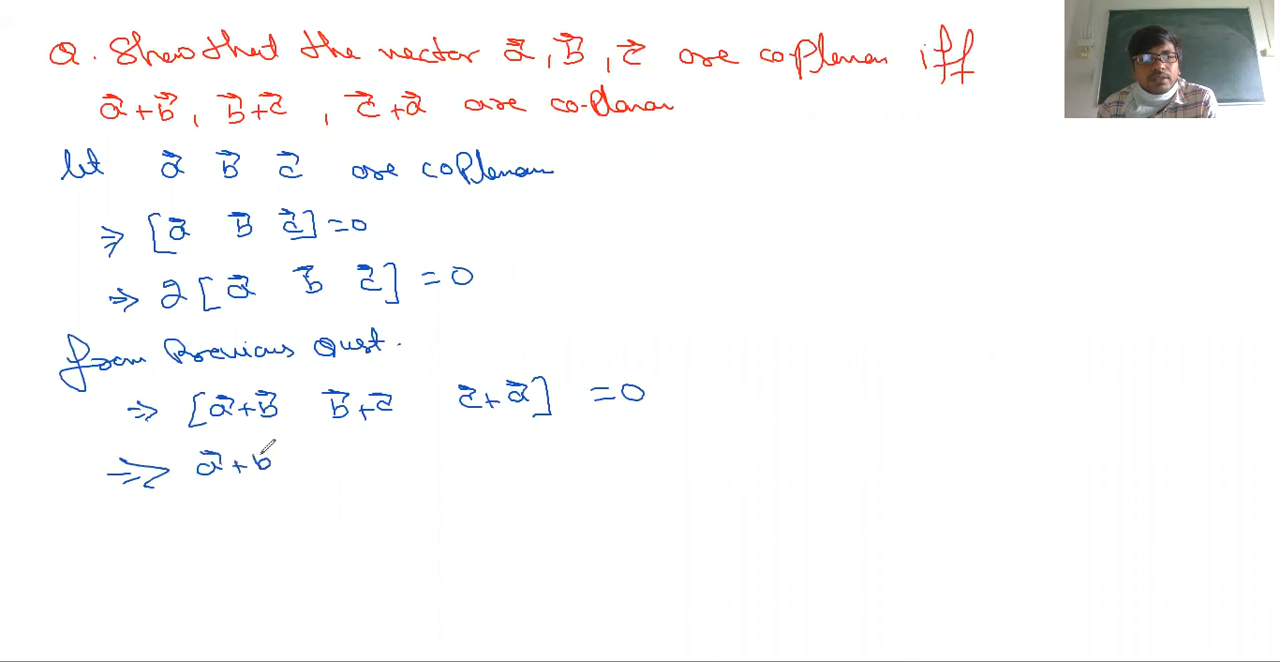 Q. Show that the vector a⃗, b⃗, c⃗ are coplanar iff
a⃗+b⃗, b⃗+c⃗, c⃗+a⃗ are co-planar
let a⃗ b⃗ c⃗ are coplanar
⇒ [a⃗ b⃗ c⃗] = 0
⇒ 2[a⃗ b⃗ c⃗] = 0
from Previous Quest.
⇒ [a⃗+b⃗ b⃗+c⃗ c⃗+a⃗] = 0
⇒ a⃗+b